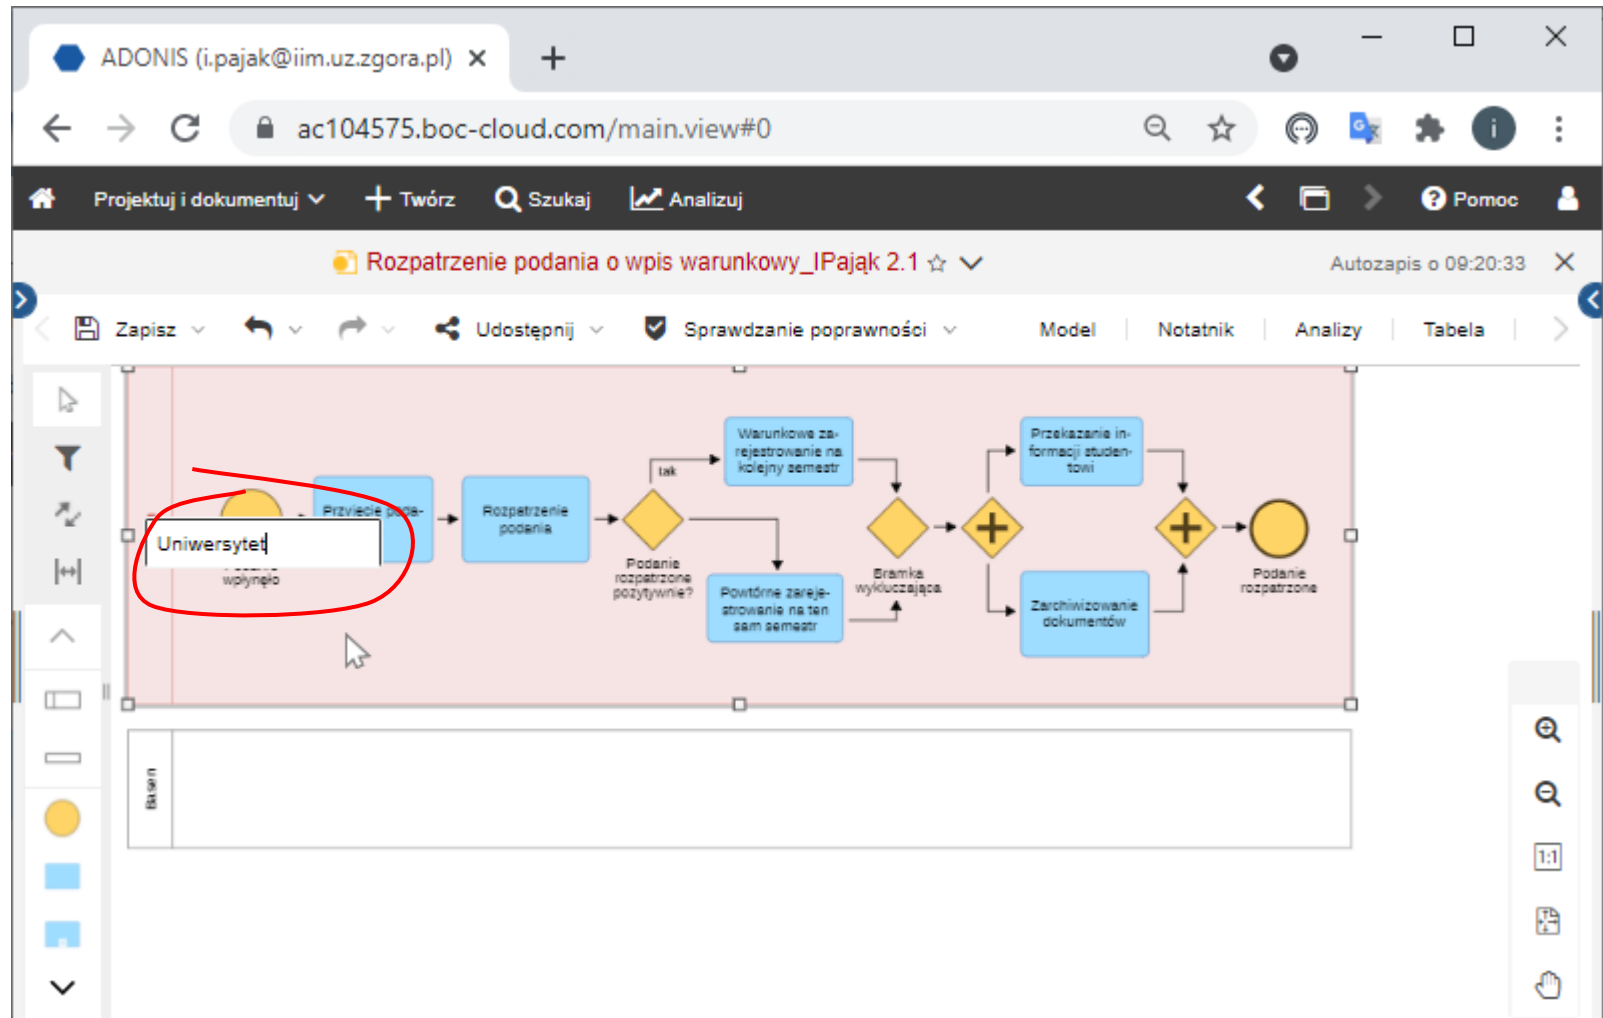 ADONIS (i.pajak@iim.uz.zgora.pl)
ac104575.boc-cloud.com/main.view#0
i
Projektuj i dokumentuj
Twórz
Szukaj
Analizuj
Pomoc
Rozpatrzenie podania o wpis warunkowy_IPająk 2.1
Autozapis o 09:20:33
Zapisz
Udostępnij
Sprawdzanie poprawności
Model
Notatnik
Analizy
Tabela
Warunkowe za-
rejestrowanie na
kolejny semestr
Przekazanie in-
formacji studen-
towi
tak
Przyjęcie poda-
Rozpatrzenie
podania
Uniwersytet
wpłynęło
Podanie
rozpatrzone
pozytywnie?
Bramka
wykluczająca
Podanie
rozpatrzone
Powtórne zareje-
strowanie na ten
sam semestr
Zarchiwizowanie
dokumentów
Basen
1:1